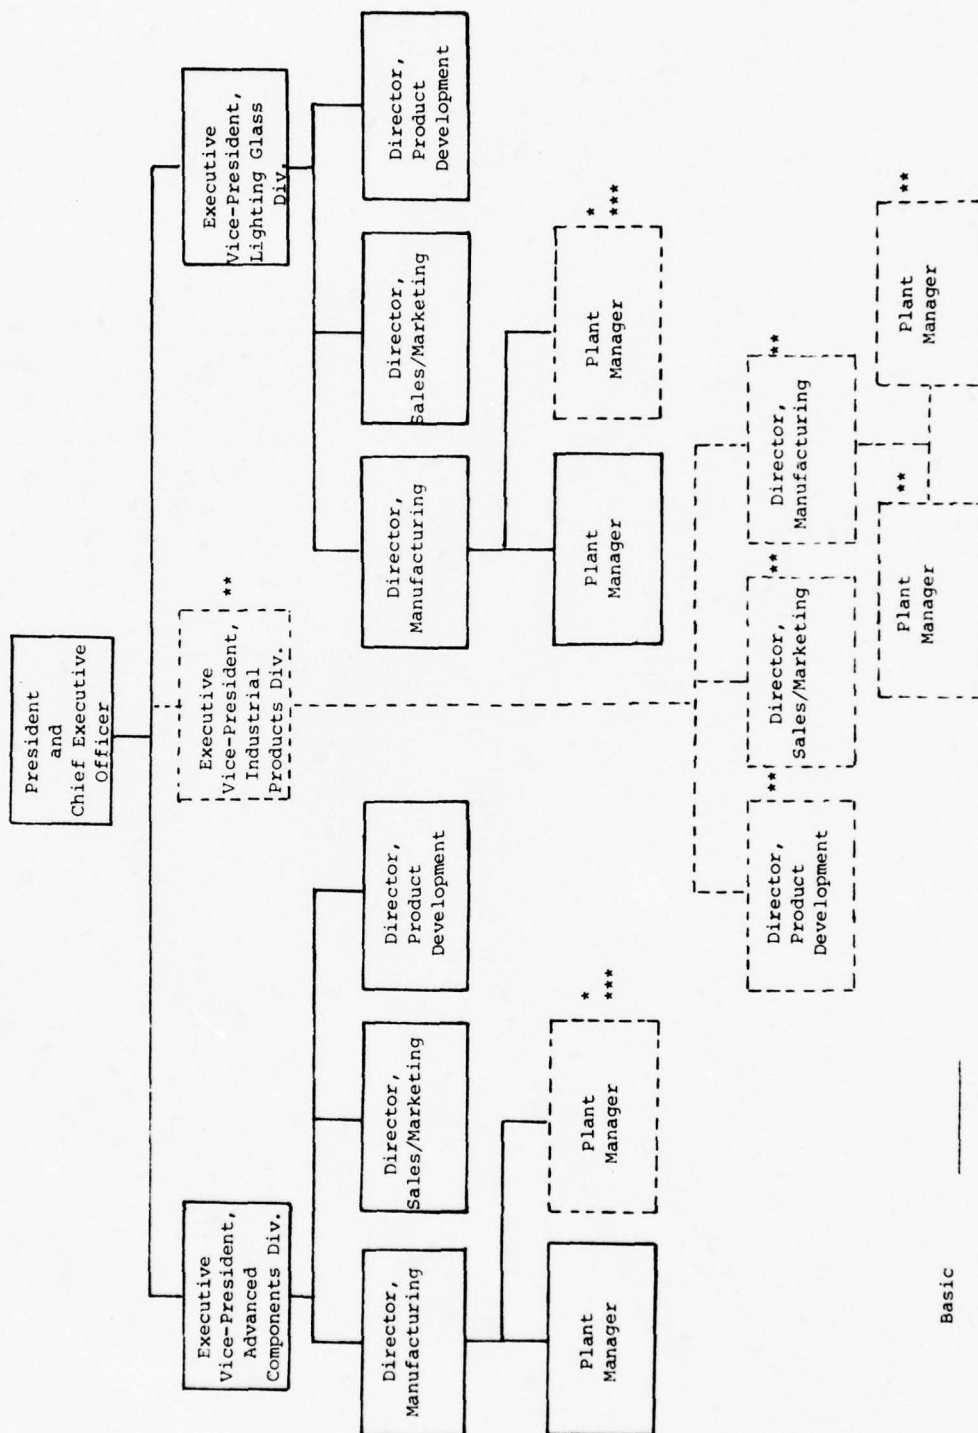 President
and
Chief Executive
Officer
Executive
Vice-President,
Advanced
Components Div.
Executive
Vice-President,
Industrial
Products Div.
**
Executive
Vice-President,
Lighting Glass
Div.
Director,
Manufacturing
Director,
Sales/Marketing
Director,
Product
Development
Director,
Manufacturing
Director,
Sales/Marketing
Director,
Product
Development
Plant
Manager
Plant
Manager
*
***
Plant
Manager
Plant
Manager
*
***
Director,
Product
Development
**
Director,
Sales/Marketing
**
Director,
Manufacturing
**
Plant
Manager
**
Plant
Manager
**
Basic